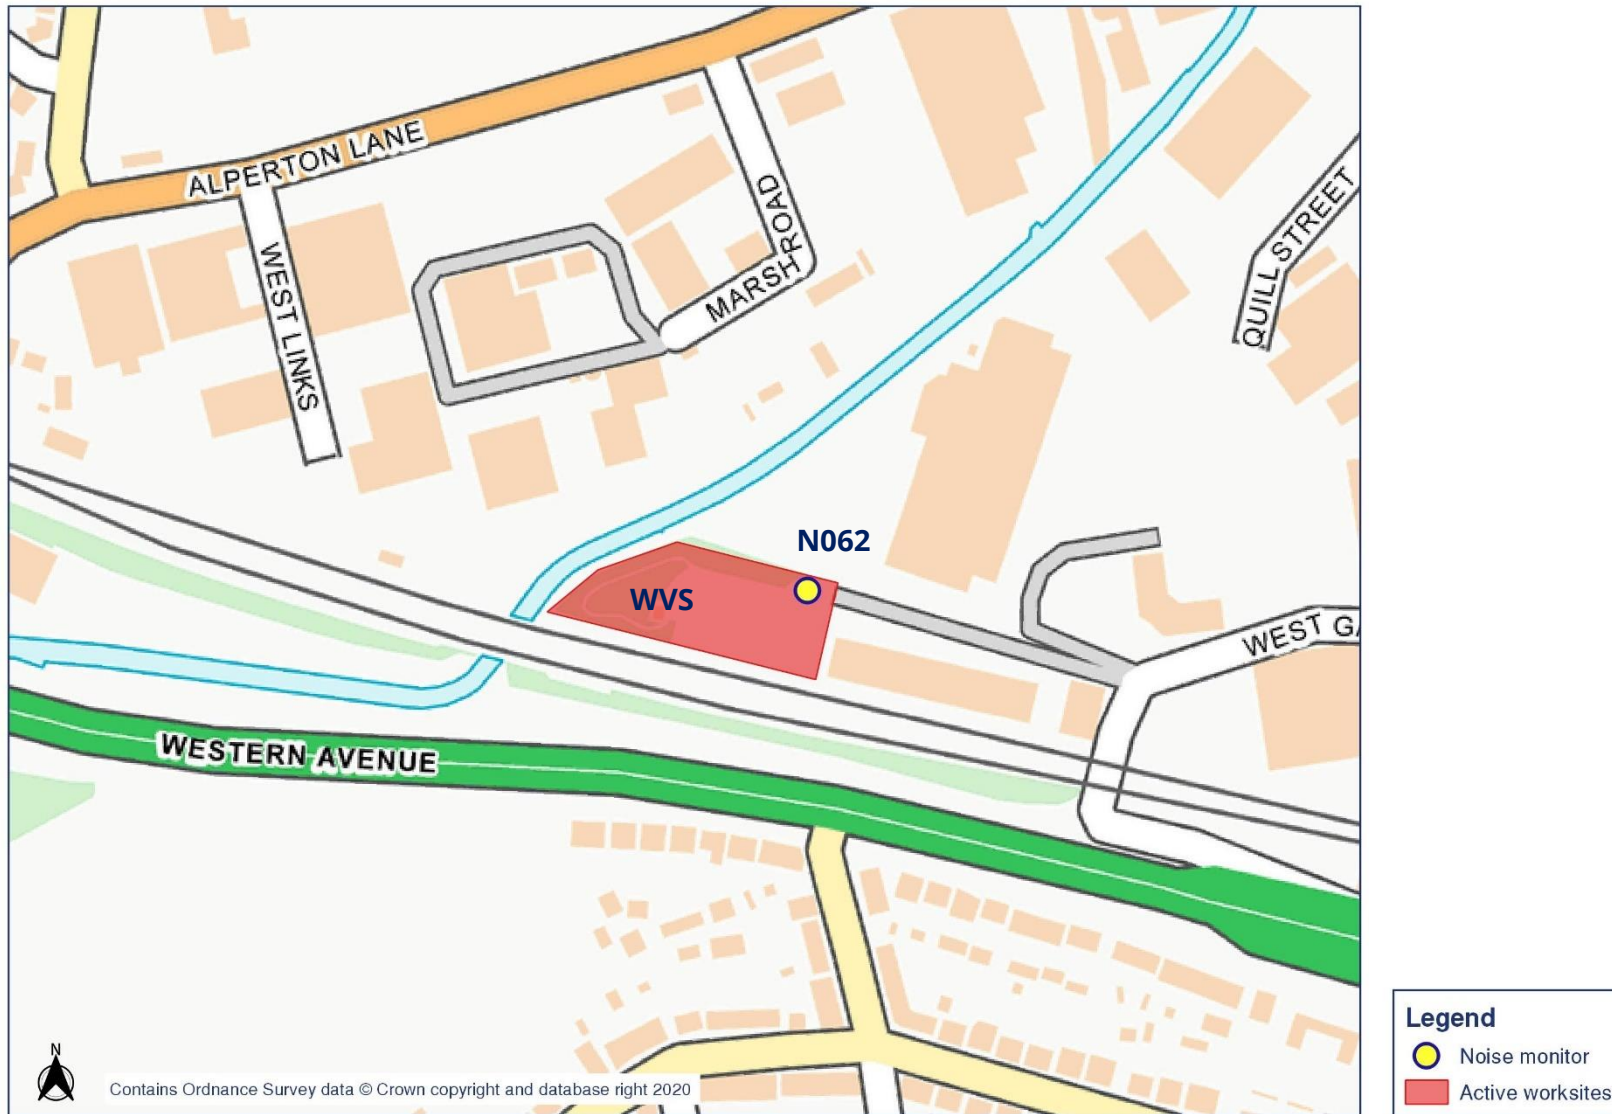 ALPERTON LANE
WEST LINKS
MARSH ROAD
QUILL STREET
N062
WVS
WEST GA
WESTERN AVENUE
N
Contains Ordnance Survey data © Crown copyright and database right 2020
Legend
Noise monitor
Active worksites